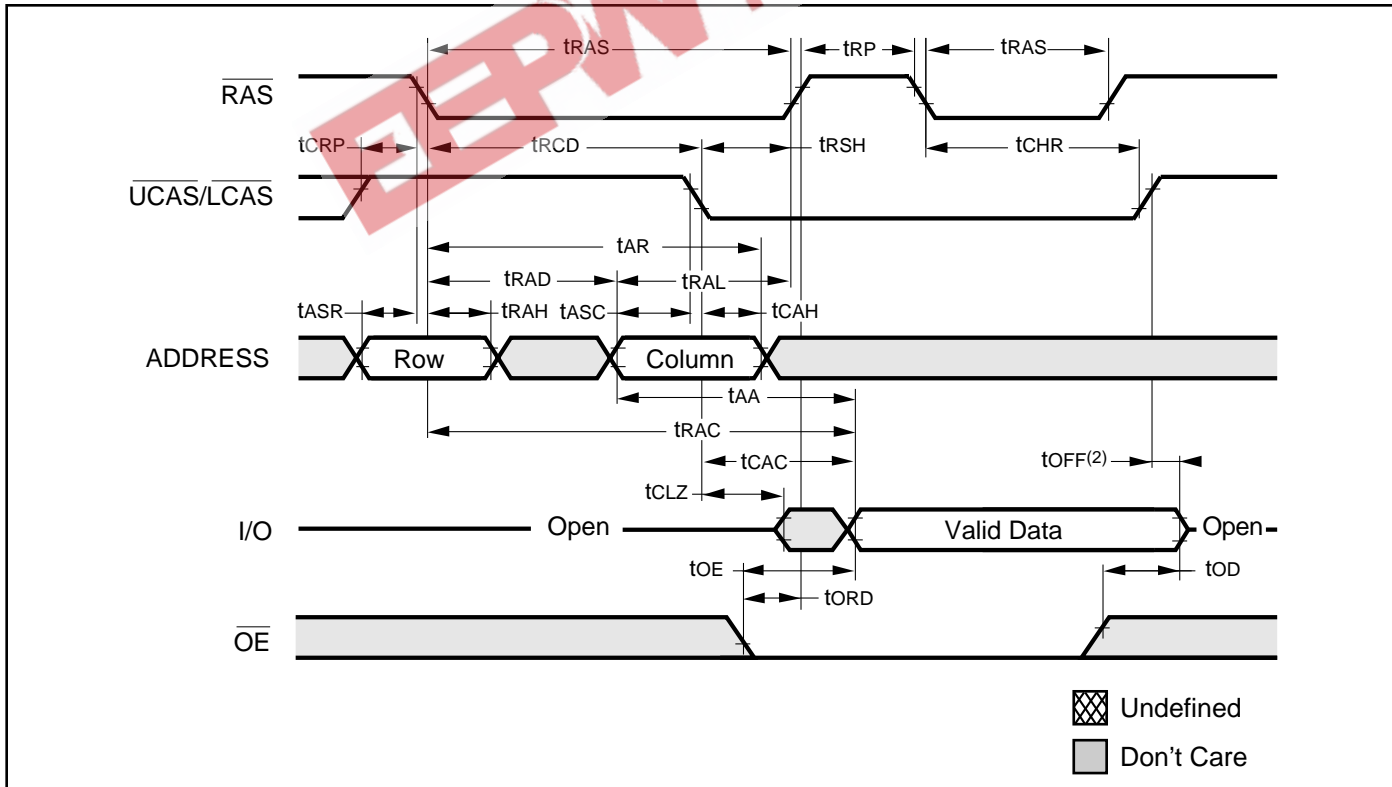 tRAS tRP tRAS
RAS
tCRP tRCD tRSH tCHR
UCAS/LCAS
tAR
tRAD tRAL
tASR tRAH tASC tCAH
ADDRESS Row Column
tAA
tRAC
tCAC tOFF(2)
tCLZ
I/O Open Valid Data Open
tOE tOD
tORD
OE
Undefined
Don't Care